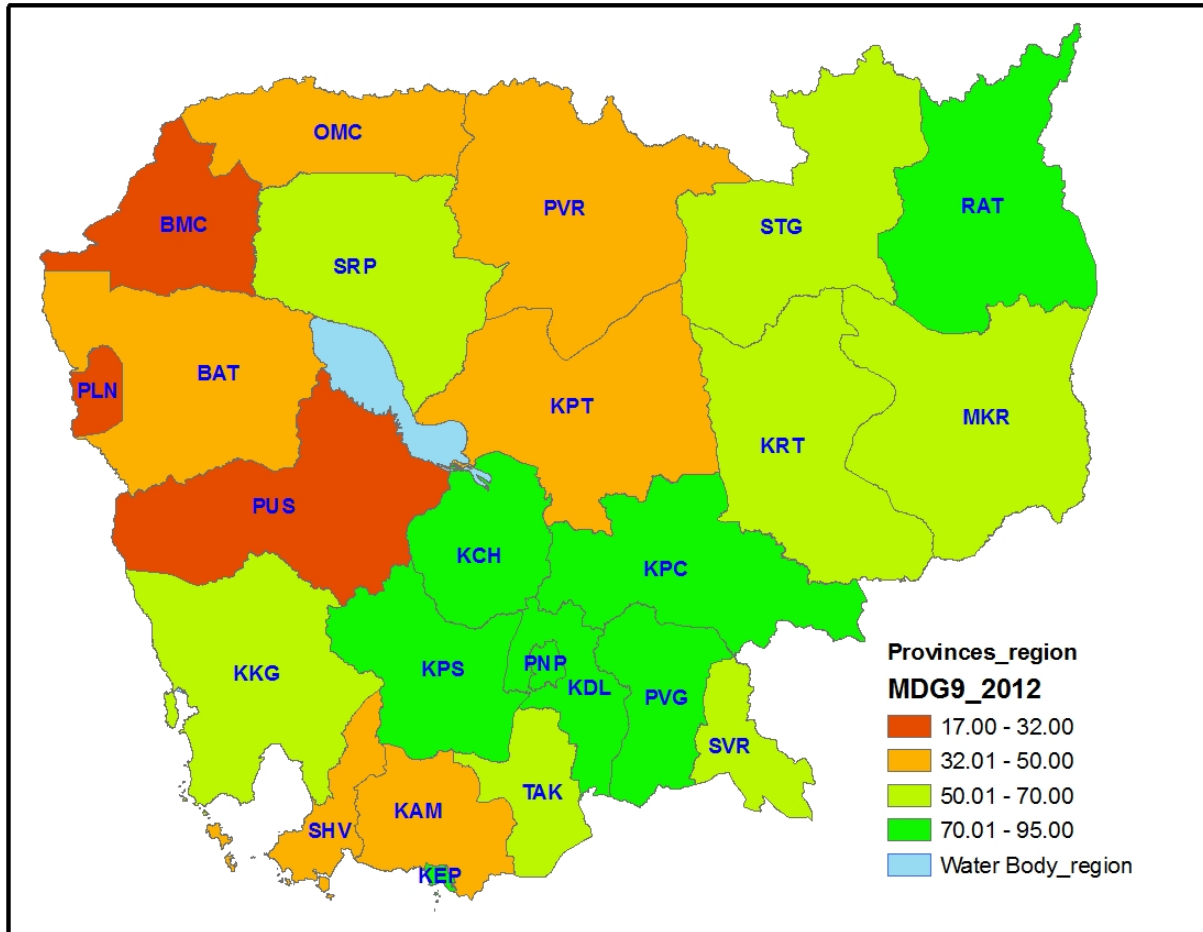 OMC
PVR
BMC
STG
RAT
SRP
BAT
PLN
KPT
MKR
KRT
PUS
KCH
KPC
KKG
KPS
PNP
KDL
PVG
SVR
TAK
KAM
SHV
KEP
Provinces_region
MDG9_2012
17.00 - 32.00
32.01 - 50.00
50.01 - 70.00
70.01 - 95.00
Water Body_region